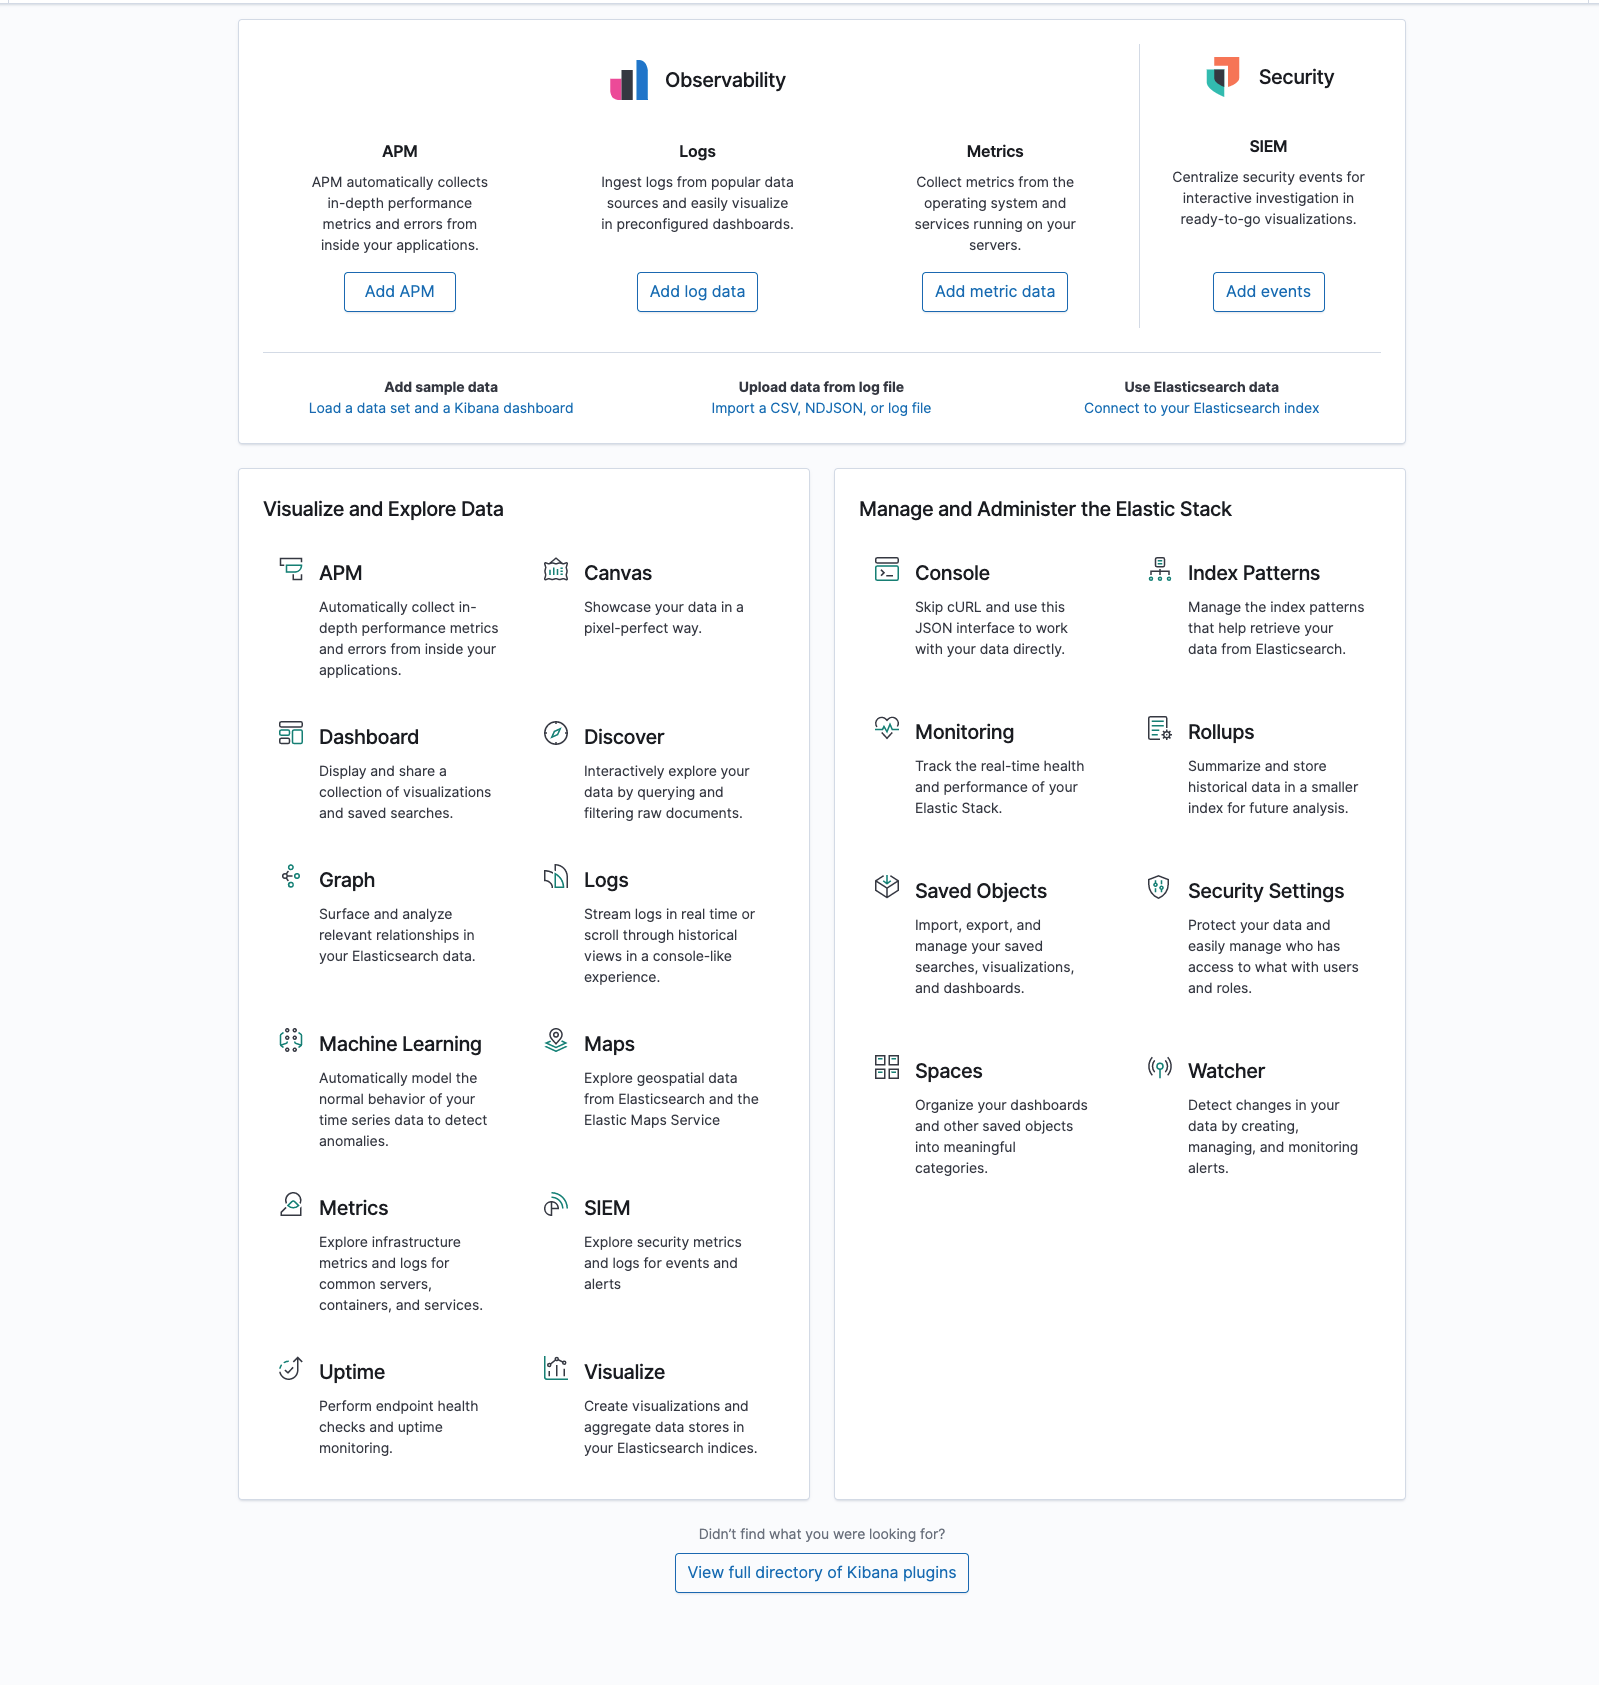 Observability
APM
APM automatically collects
in-depth performance
metrics and errors from
inside your applications.
Add APM
Logs
Ingest logs from popular data
sources and easily visualize
in preconfigured dashboards.
Add log data
Metrics
Collect metrics from the
operating system and
services running on your
servers.
Add metric data
Security
SIEM
Centralize security events for
interactive investigation in
ready-to-go visualizations.
Add events
Add sample data
Load a data set and a Kibana dashboard
Upload data from log file
Import a CSV, NDJSON, or log file
Use Elasticsearch data
Connect to your Elasticsearch index
Visualize and Explore Data
APM
Automatically collect in-
depth performance metrics
and errors from inside your
applications.
Canvas
Showcase your data in a
pixel-perfect way.
Dashboard
Display and share a
collection of visualizations
and saved searches.
Discover
Interactively explore your
data by querying and
filtering raw documents.
Graph
Surface and analyze
relevant relationships in
your Elasticsearch data.
Logs
Stream logs in real time or
scroll through historical
views in a console-like
experience.
Machine Learning
Automatically model the
normal behavior of your
time series data to detect
anomalies.
Maps
Explore geospatial data
from Elasticsearch and the
Elastic Maps Service
Metrics
Explore infrastructure
metrics and logs for
common servers,
containers, and services.
SIEM
Explore security metrics
and logs for events and
alerts
Uptime
Perform endpoint health
checks and uptime
monitoring.
Visualize
Create visualizations and
aggregate data stores in
your Elasticsearch indices.
Manage and Administer the Elastic Stack
Console
Skip cURL and use this
JSON interface to work
with your data directly.
Index Patterns
Manage the index patterns
that help retrieve your
data from Elasticsearch.
Monitoring
Track the real-time health
and performance of your
Elastic Stack.
Rollups
Summarize and store
historical data in a smaller
index for future analysis.
Saved Objects
Import, export, and
manage your saved
searches, visualizations,
and dashboards.
Security Settings
Protect your data and
easily manage who has
access to what with users
and roles.
Spaces
Organize your dashboards
and other saved objects
into meaningful
categories.
Watcher
Detect changes in your
data by creating,
managing, and monitoring
alerts.
Didn’t find what you were looking for?
View full directory of Kibana plugins